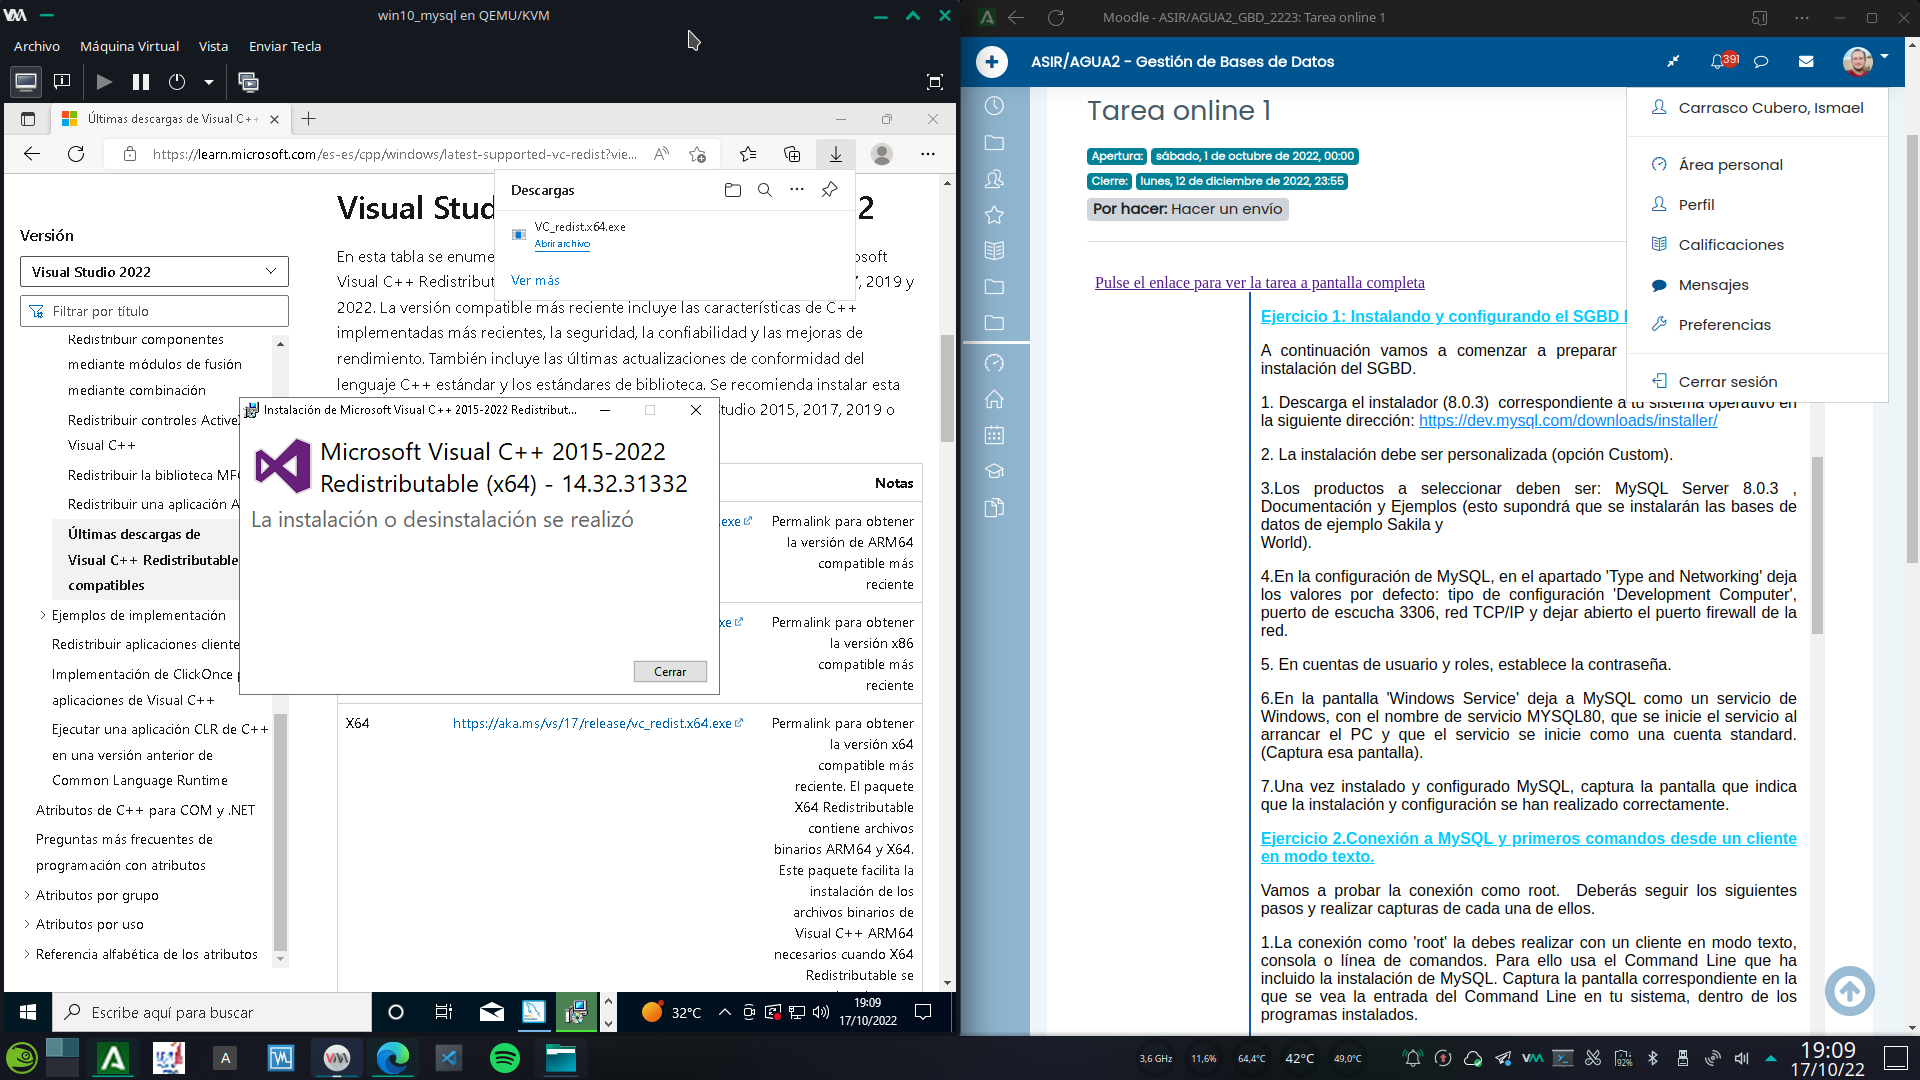 win10_mysql en QEMU/KVM
Archivo Máquina Virtual Vista Enviar Tecla
Últimas descargas de Visual C++
https://learn.microsoft.com/es-es/cpp/windows/latest-supported-vc-redist?vie...
Descargas
VC_redist.x64.exe
Abrir archivo
Ver más
Versión
Visual Studio 2022
Filtrar por título
Redistribuir componentes
mediante módulos de fusión
mediante combinación
Redistribuir controles Active
Visual C++
Redistribuir la biblioteca MFC
Redistribuir una aplicación A
Últimas descargas de
Visual C++ Redistributable
compatibles
Ejemplos de implementación
Redistribuir aplicaciones cliente
Implementación de ClickOnce p
aplicaciones de Visual C++
Ejecutar una aplicación CLR de C++
en una versión anterior de
Common Language Runtime
Atributos de C++ para COM y .NET
Preguntas más frecuentes de
programación con atributos
Atributos por grupo
Atributos por uso
Referencia alfabética de los atributos
Visual Stud 2
En esta tabla se enume osoft
Visual C++ Redistribut 7, 2019 y
2022. La versión compatible más reciente incluye las características de C++
implementadas más recientes, la seguridad, la confiabilidad y las mejoras de
rendimiento. También incluye las últimas actualizaciones de conformidad del
lenguaje C++ estándar y los estándares de biblioteca. Se recomienda instalar esta
tudio 2015, 2017, 2019 o
Instalación de Microsoft Visual C++ 2015-2022 Redistribut...
Microsoft Visual C++ 2015-2022
Redistributable (x64) - 14.32.31332
La instalación o desinstalación se realizó
Cerrar
Notas
.exe Permalink para obtener
la versión de ARM64
compatible más
reciente
xe Permalink para obtener
la versión x86
compatible más
reciente
X64 https://aka.ms/vs/17/release/vc_redist.x64.exe Permalink para obtener
la versión x64
compatible más
reciente. El paquete
X64 Redistributable
contiene archivos
binarios ARM64 y X64.
Este paquete facilita la
instalación de los
archivos binarios de
Visual C++ ARM64
necesarios cuando X64
Redistributable se
Escribe aquí para buscar
32°C
19:09
17/10/2022
Moodle - ASIR/AGUA2_GBD_2223: Tarea online 1
ASIR/AGUA2 - Gestión de Bases de Datos
391
Tarea online 1
Apertura: sábado, 1 de octubre de 2022, 00:00
Cierre: lunes, 12 de diciembre de 2022, 23:55
Por hacer: Hacer un envío
Carrasco Cubero, Ismael
Área personal
Perfil
Calificaciones
Mensajes
Preferencias
Cerrar sesión
Pulse el enlace para ver la tarea a pantalla completa
Ejercicio 1: Instalando y configurando el SGBD
A continuación vamos a comenzar a preparar
instalación del SGBD.
1. Descarga el instalador (8.0.3) correspondiente a tu sistema operativo en
la siguiente dirección: https://dev.mysql.com/downloads/installer/
2. La instalación debe ser personalizada (opción Custom).
3.Los productos a seleccionar deben ser: MySQL Server 8.0.3 ,
Documentación y Ejemplos (esto supondrá que se instalarán las bases de
datos de ejemplo Sakila y
World).
4.En la configuración de MySQL, en el apartado 'Type and Networking' deja
los valores por defecto: tipo de configuración 'Development Computer',
puerto de escucha 3306, red TCP/IP y dejar abierto el puerto firewall de la
red.
5. En cuentas de usuario y roles, establece la contraseña.
6.En la pantalla 'Windows Service' deja a MySQL como un servicio de
Windows, con el nombre de servicio MYSQL80, que se inicie el servicio al
arrancar el PC y que el servicio se inicie como una cuenta standard.
(Captura esa pantalla).
7.Una vez instalado y configurado MySQL, captura la pantalla que indica
que la instalación y configuración se han realizado correctamente.
Ejercicio 2.Conexión a MySQL y primeros comandos desde un cliente
en modo texto.
Vamos a probar la conexión como root. Deberás seguir los siguientes
pasos y realizar capturas de cada una de ellos.
1.La conexión como 'root' la debes realizar con un cliente en modo texto,
consola o línea de comandos. Para ello usa el Command Line que ha
incluido la instalación de MySQL. Captura la pantalla correspondiente en la
que se vea la entrada del Command Line en tu sistema, dentro de los
programas instalados.
3,6 GHz 11,6% 64,4°C 42°C 49,0°C
92%
19:09
17/10/22